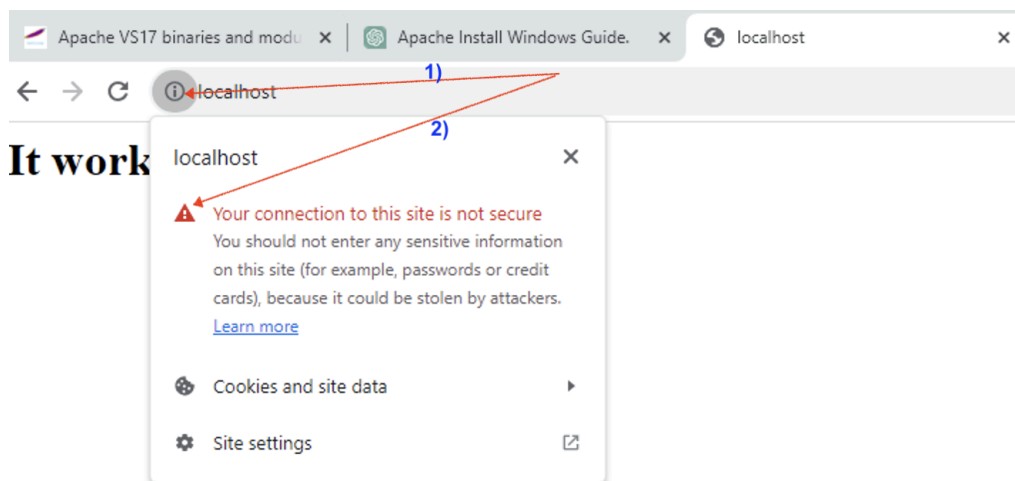 Apache VS17 binaries and modu
Apache Install Windows Guide.
localhost
1)
localhost
2)
It work
localhost
Your connection to this site is not secure
You should not enter any sensitive information
on this site (for example, passwords or credit
cards), because it could be stolen by attackers.
Learn more
Cookies and site data
Site settings